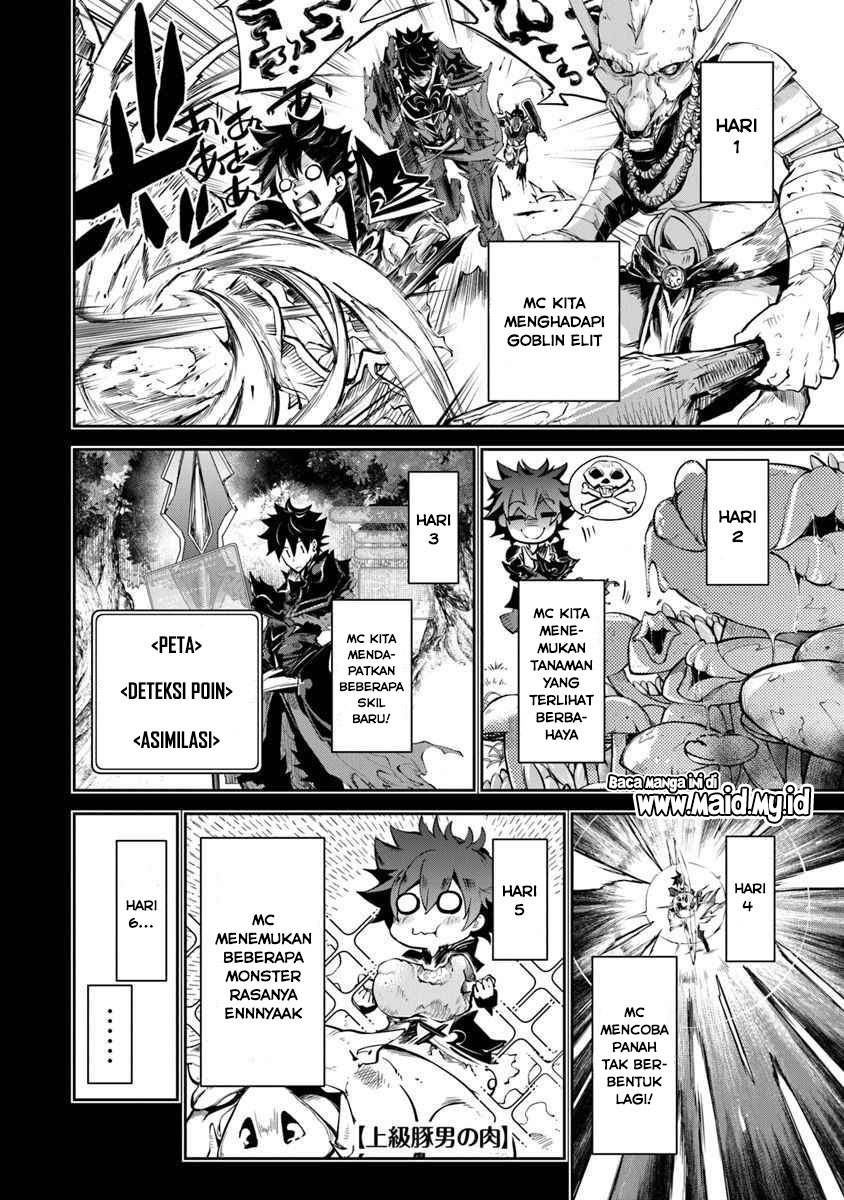 HARI
1
MC KITA
MENGHADAPI
GOBLIN ELIT
HARI
2
MC KITA
MENE-
MUKAN
TANAMAN
YANG
TERLIHAT
BERBA-
HAYA
HARI
3
MC KITA
MENDA-
PATKAN
BEBERAPA
SKIL
BARU!
<PETA>
<DETEKSI POIN>
<ASIMILASI>
Baca Manga ini di
www.Maid.My.id
HARI
4
MC
MENCOBA
PANAH
TAK BER-
BENTUK
LAGI!
HARI
5
MC
MENEMUKAN
BEBERAPA
MONSTER
RASANYA
ENNNYAAK
【上級豚男の肉】
HARI
6...
......